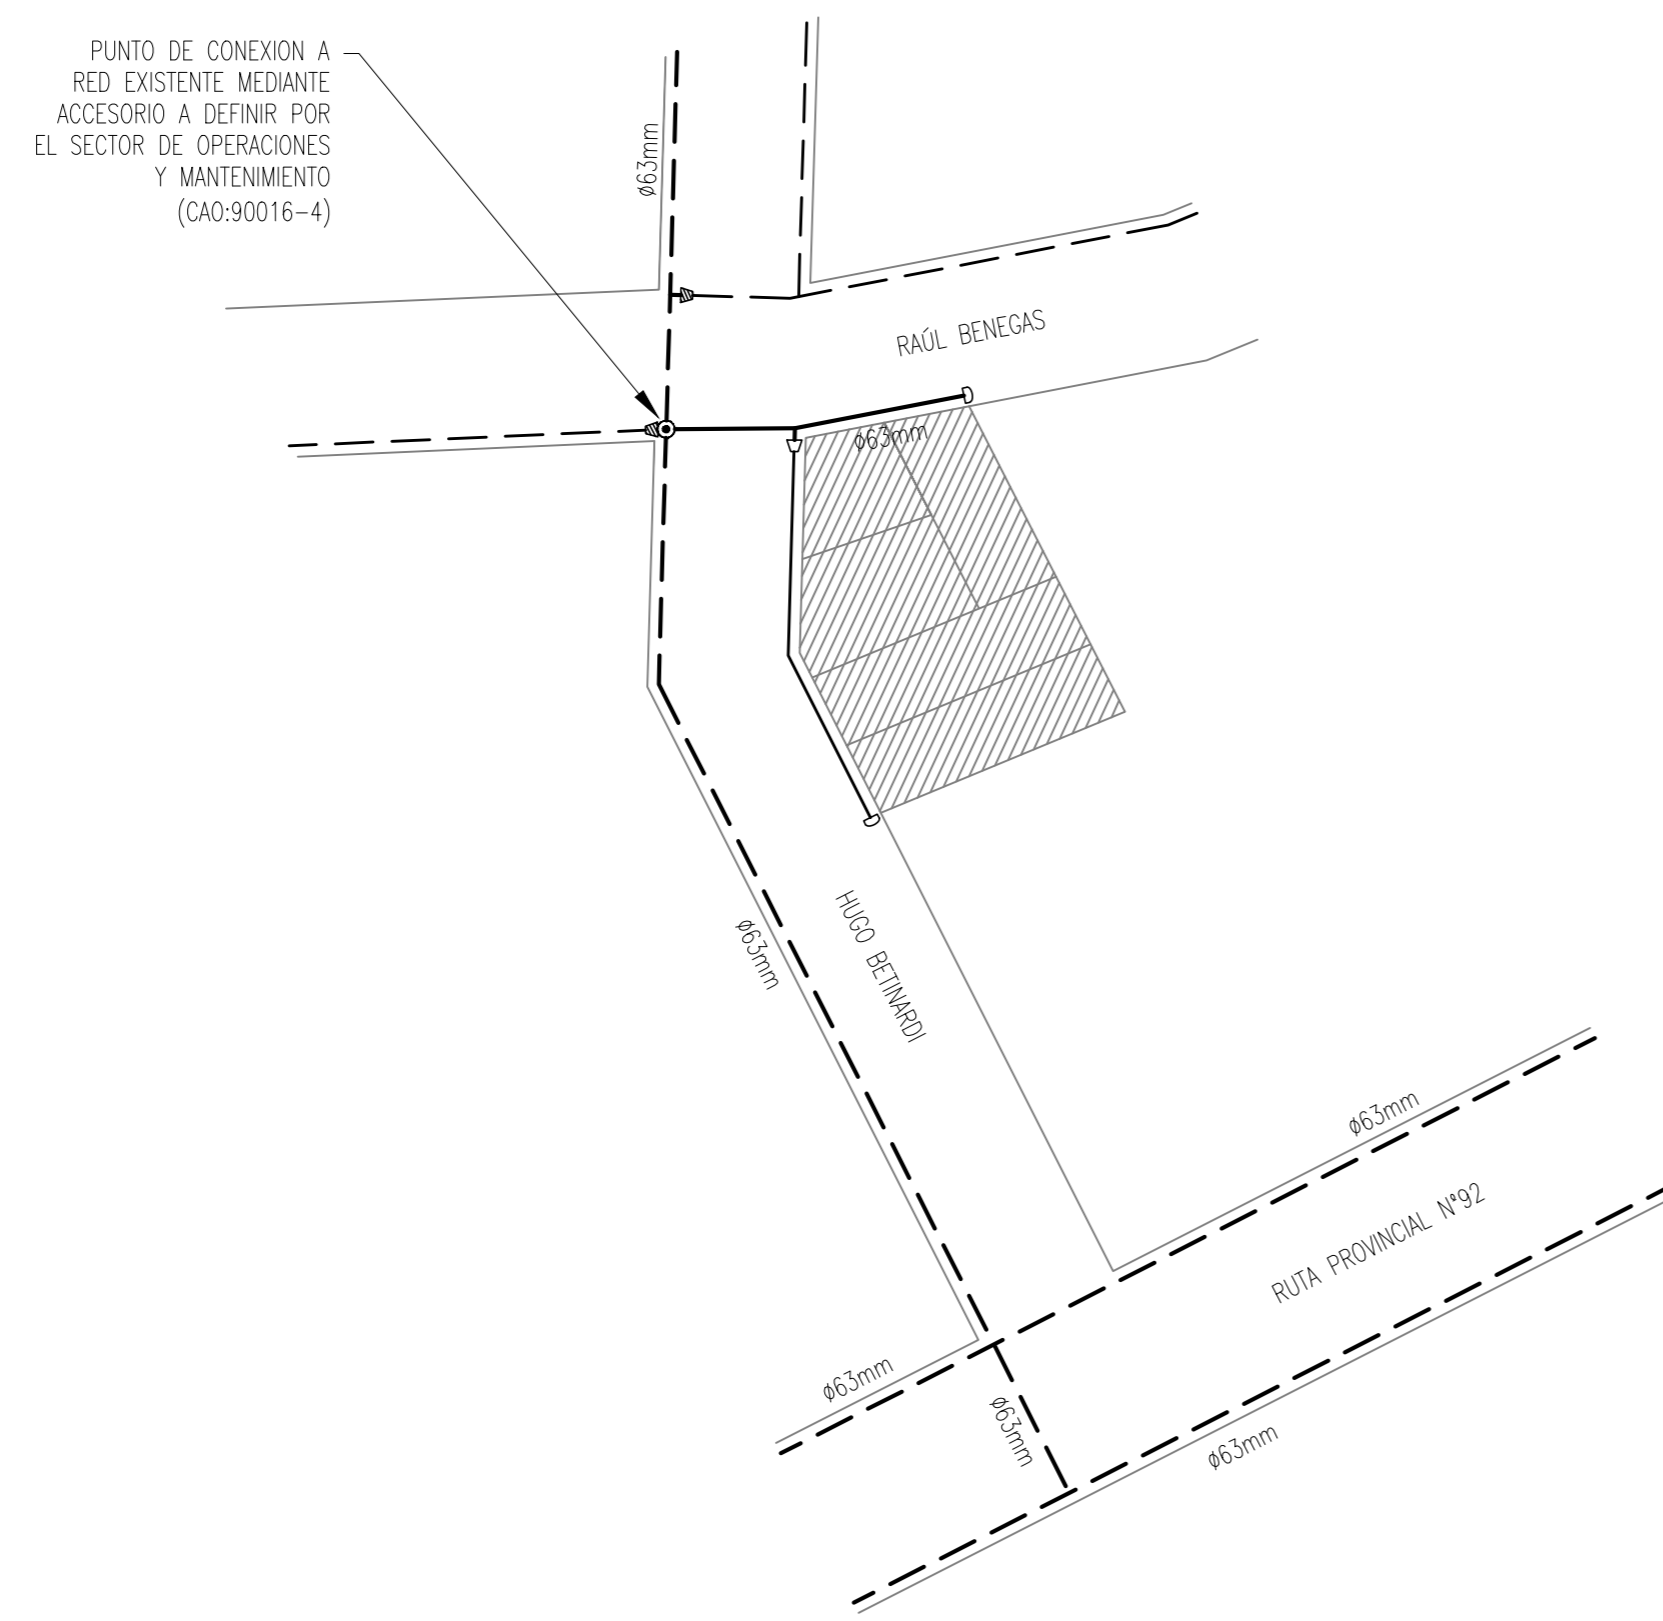 PUNTO DE CONEXION A
RED EXISTENTE MEDIANTE
ACCESORIO A DEFINIR POR
EL SECTOR DE OPERACIONES
Y MANTENIMIENTO
(CAO:90016-4)
ø63mm
RAÚL BENEGAS
ø63mm
HUGO BETINARDI
ø63mm
ø63mm
RUTA PROVINCIAL N°92
ø63mm
ø63mm
ø63mm